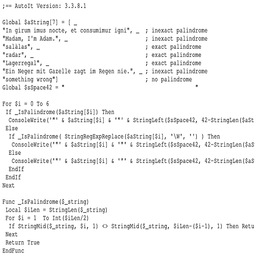 ;== AutoIt Version: 3.3.8.1
Global $aString[7] = [ _
"In girum imus nocte, et consumimur igni", _ ; inexact palindrome
"Madam, I'm Adam.", _ ; inexact palindrome
"salàlas", _ ; exact palindrome
"radar", _ ; exact palindrome
"Lagerregal", _ ; exact palindrome
"Ein Neger mit Gazelle zagt im Regen nie.", _ ; inexact palindrome
"something wrong"] ; no palindrome
Global $sSpace42 = " "
For $i = 0 To 6
If _IsPalindrome($aString[$i]) Then
ConsoleWrite('"' & $aString[$i] & '"' & StringLeft($sSpace42, 42-StringLen($aSt
Else
If _IsPalindrome( StringRegExpReplace($aString[$i], '\W', '') ) Then
ConsoleWrite('"' & $aString[$i] & '"' & StringLeft($sSpace42, 42-StringLen($aS
Else
ConsoleWrite('"' & $aString[$i] & '"' & StringLeft($sSpace42, 42-StringLen($aS
EndIf
EndIf
Next
Func _IsPalindrome($_string)
Local $iLen = StringLen($_string)
For $i = 1 To Int($iLen/2)
If StringMid($_string, $i, 1) <> StringMid($_string, $iLen-($i-1), 1) Then Retu
Next
Return True
EndFunc